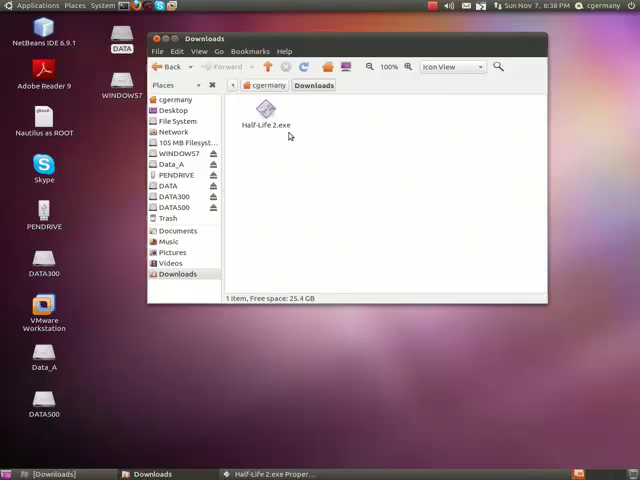 Applications Places System
Sun Nov 7, 6:38 PM cgermany
Downloads
File Edit View Go Bookmarks Help
Back Forward 100% Icon View
Places cgermany Downloads
cgermany
Desktop
File System
Network
105 MB Filesyst...
WINDOWS7
Data_A
PENDRIVE
DATA
DATA300
DATA500
Trash
Documents
Music
Pictures
Videos
Downloads
Half-Life 2.exe
1 item, Free space: 25.4 GB
NetBeans IDE 6.9.1
DATA
Adobe Reader 9
WINDOWS7
Nautilus as ROOT
Skype
PENDRIVE
DATA300
VMware
Workstation
Data_A
DATA500
[Downloads] Downloads Half-Life 2.exe Proper...